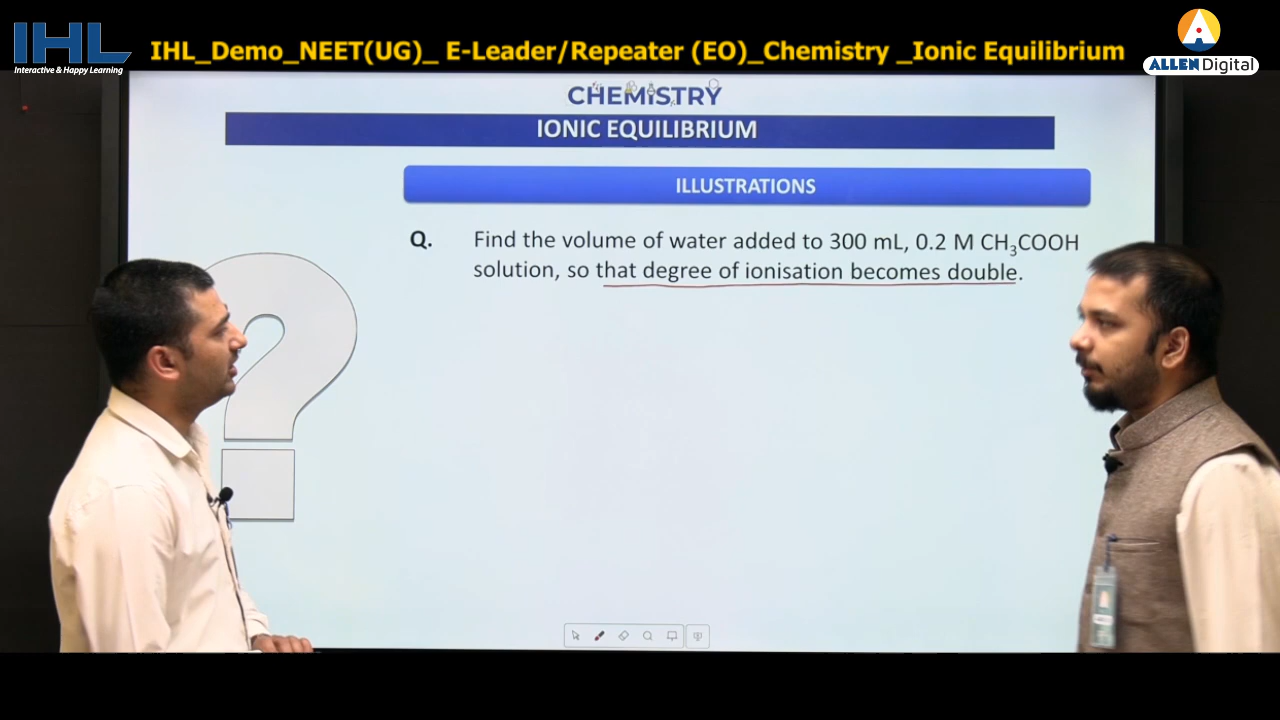 IHL
Interactive & Happy Learning
IHL_Demo_NEET(UG)_ E-Leader/Repeater (EO)_Chemistry _Ionic Equilibrium
ALLEN Digital
CHEMISTRY
IONIC EQUILIBRIUM
ILLUSTRATIONS
Q. Find the volume of water added to 300 mL, 0.2 M CH₃COOH
solution, so that degree of ionisation becomes double.